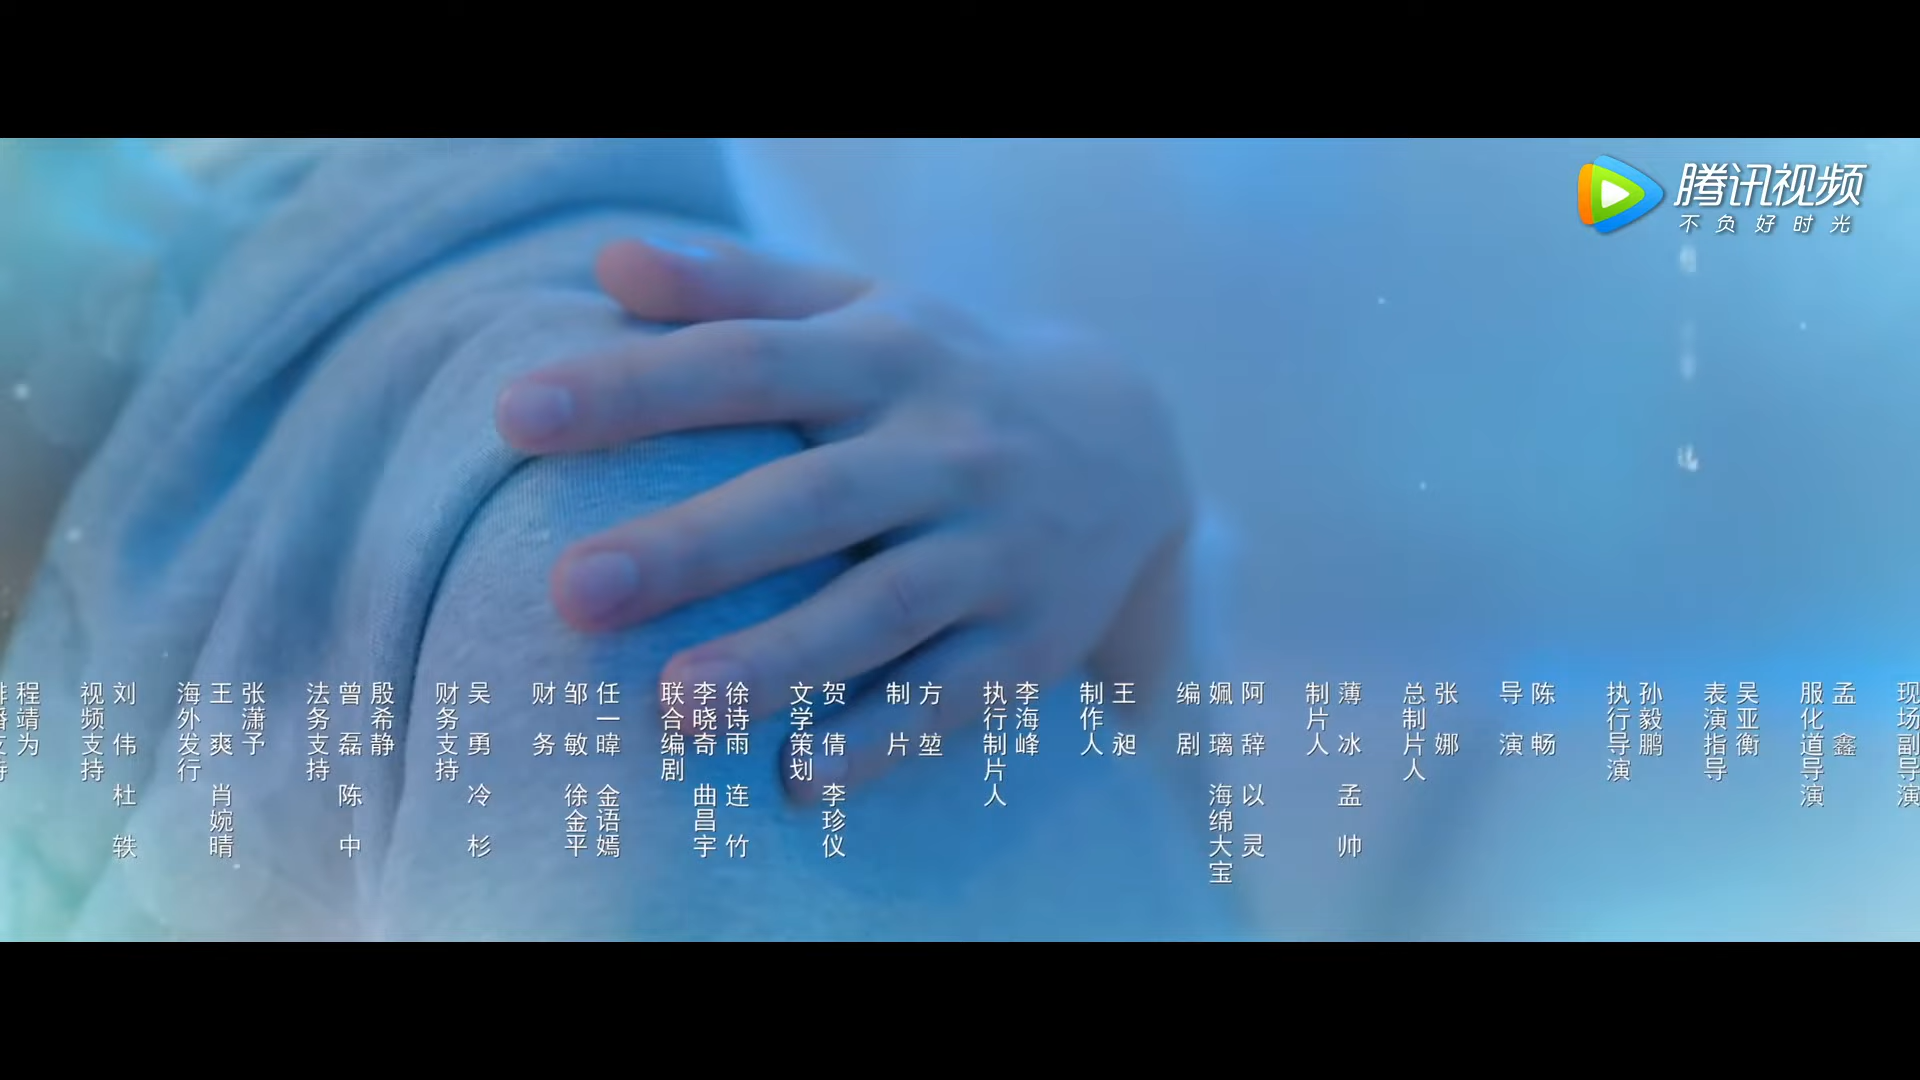 腾讯视频
不负好时光
程靖为
视频支持
刘伟 杜轶
海外发行
王爽 肖婉晴
张潇予
法务支持
曾磊 陈中
殷希静
财务支持
吴勇 冷杉
财务
邹敏 徐金平
任一暐 金语嫣
联合编剧
李晓奇 曲昌宇
徐诗雨 连竹
文学策划
贺倩 李珍仪
制片
方堃
执行制片人
李海峰
制作人
王昶
编剧
姵璃 海绵大宝
阿辞 以灵
制片人
薄冰 孟帅
总制片人
张娜
导演
陈畅
执行导演
孙毅鹏
表演指导
吴亚衡
服化道导演
孟鑫
现场副导演